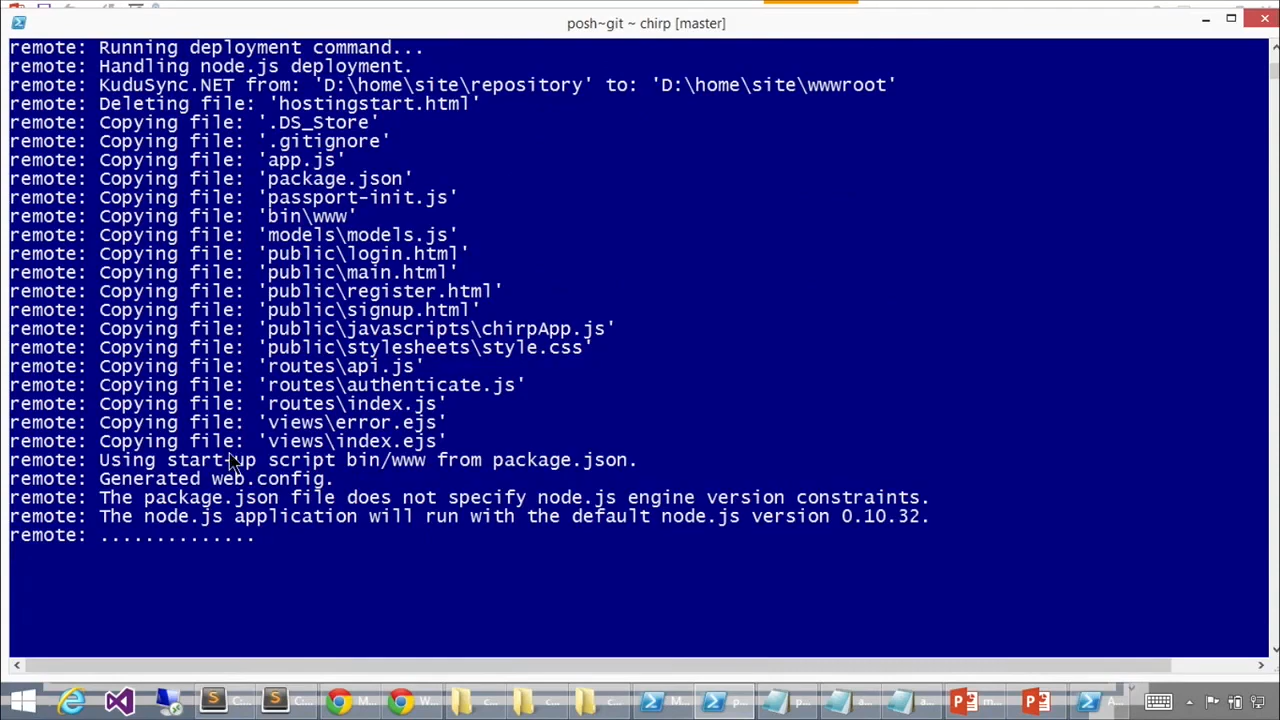 posh~git ~ chirp [master]
remote: Running deployment command...
remote: Handling node.js deployment.
remote: KuduSync.NET from: 'D:\home\site\repository' to: 'D:\home\site\wwwroot'
remote: Deleting file: 'hostingstart.html'
remote: Copying file: '.DS_Store'
remote: Copying file: '.gitignore'
remote: Copying file: 'app.js'
remote: Copying file: 'package.json'
remote: Copying file: 'passport-init.js'
remote: Copying file: 'bin\www'
remote: Copying file: 'models\models.js'
remote: Copying file: 'public\login.html'
remote: Copying file: 'public\main.html'
remote: Copying file: 'public\register.html'
remote: Copying file: 'public\signup.html'
remote: Copying file: 'public\javascripts\chirpApp.js'
remote: Copying file: 'public\stylesheets\style.css'
remote: Copying file: 'routes\api.js'
remote: Copying file: 'routes\authenticate.js'
remote: Copying file: 'routes\index.js'
remote: Copying file: 'views\error.ejs'
remote: Copying file: 'views\index.ejs'
remote: Using start-up script bin/www from package.json.
remote: Generated web.config.
remote: The package.json file does not specify node.js engine version constraints.
remote: The node.js application will run with the default node.js version 0.10.32.
remote: ..............